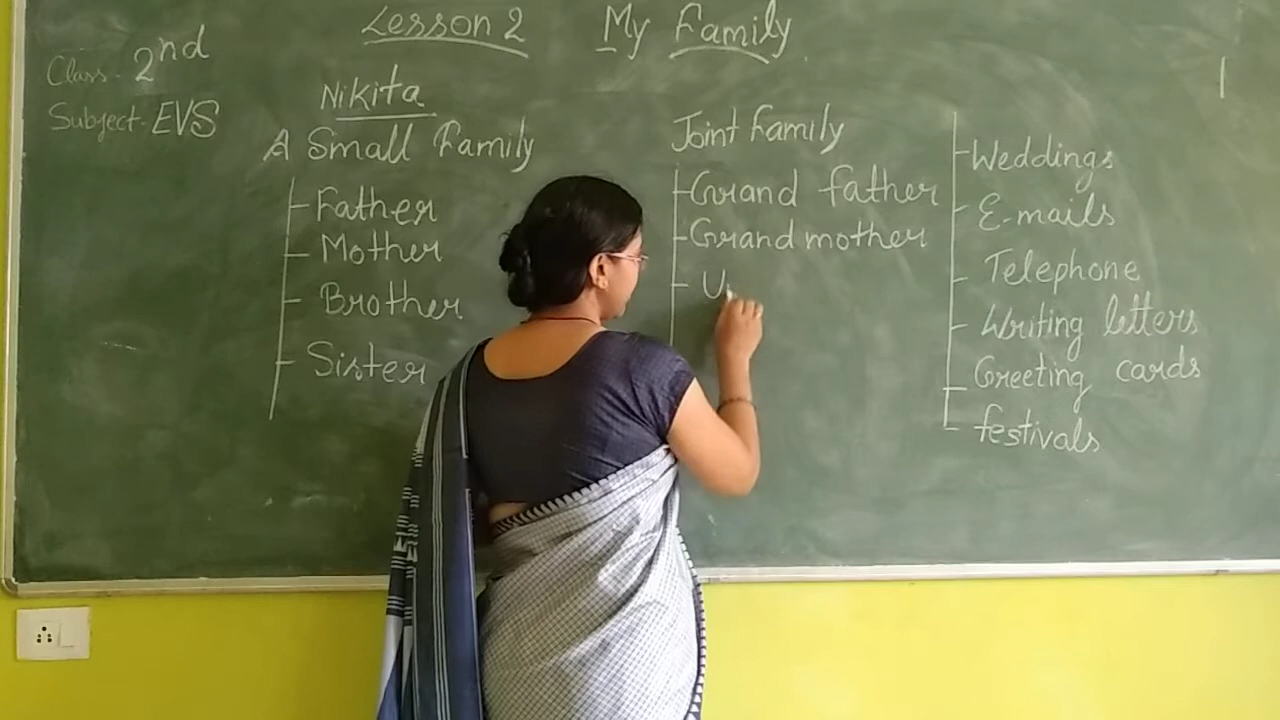 Lesson 2 My Family
Class - 2nd
Subject - EVS
Nikita
A Small Family
Father
Mother
Brother
Sister
Joint Family
Grand father
Grand mother
U
Weddings
E-mails
Telephone
Writing letters
Greeting cards
festivals